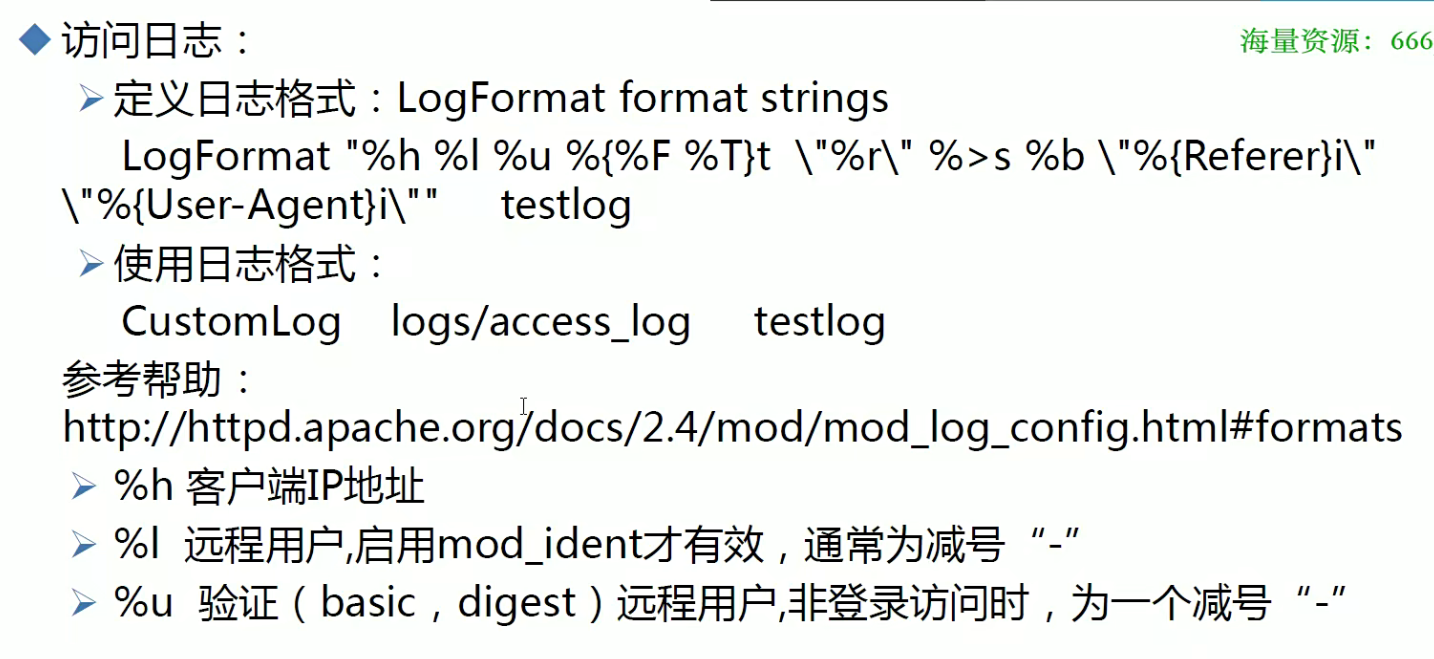 访问日志：
海量资源：666
定义日志格式：LogFormat format strings
LogFormat "%h %l %u %{%F %T}t \"%r\" %>s %b \"%{Referer}i\"
\"%{User-Agent}i\"" testlog
使用日志格式：
CustomLog logs/access_log testlog
参考帮助：
http://httpd.apache.org/docs/2.4/mod/mod_log_config.html#formats
%h 客户端IP地址
%l 远程用户,启用mod_ident才有效，通常为减号“-”
%u 验证（basic，digest）远程用户,非登录访问时，为一个减号“-”